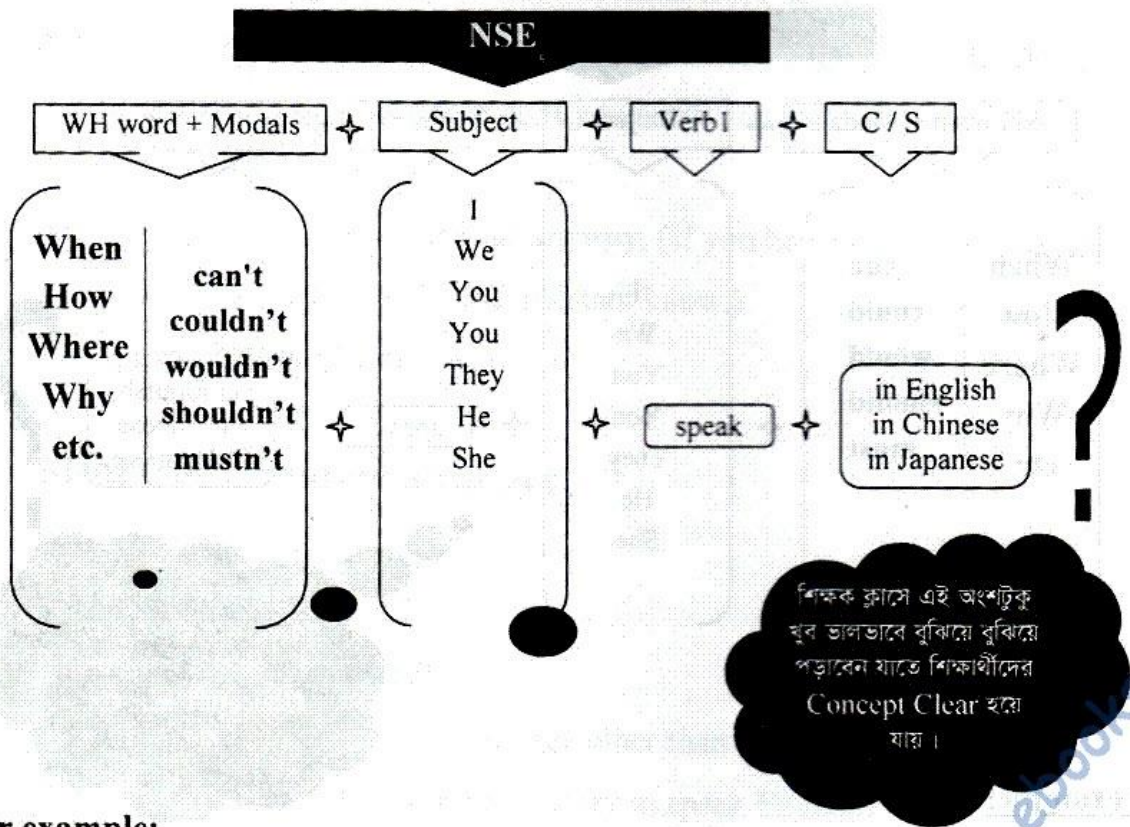 NSE
WH word + Modals
Subject
Verb1
C / S
When
How
Where
Why
etc.
can't
couldn't
wouldn't
shouldn't
mustn't
I
We
You
You
They
He
She
speak
in English
in Chinese
in Japanese
?
শিক্ষক ক্লাসে এই অংশটুকু
খুব ভালভাবে বুঝিয়ে বুঝিয়ে
পড়াবেন যাতে শিক্ষার্থীদের
Concept Clear হয়ে
যায় ।
example: